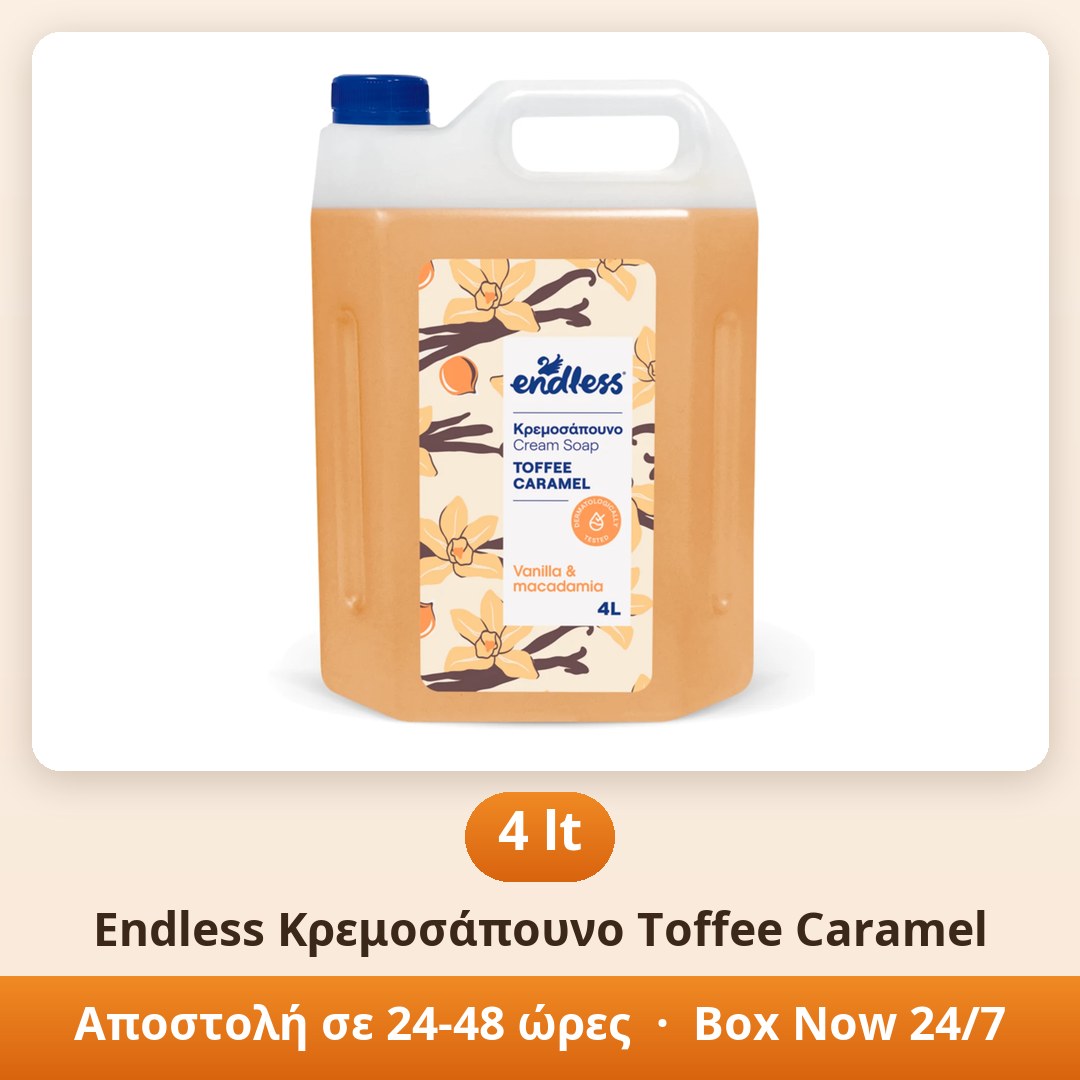 endless
Κρεμοσάπουνο
Cream Soap
TOFFEE
CARAMEL
DERMATOLOGICALLY
TESTED
Vanilla &
macadamia
4L
4 lt
Endless Κρεμοσάπουνο Toffee Caramel
Αποστολή σε 24-48 ώρες · Box Now 24/7